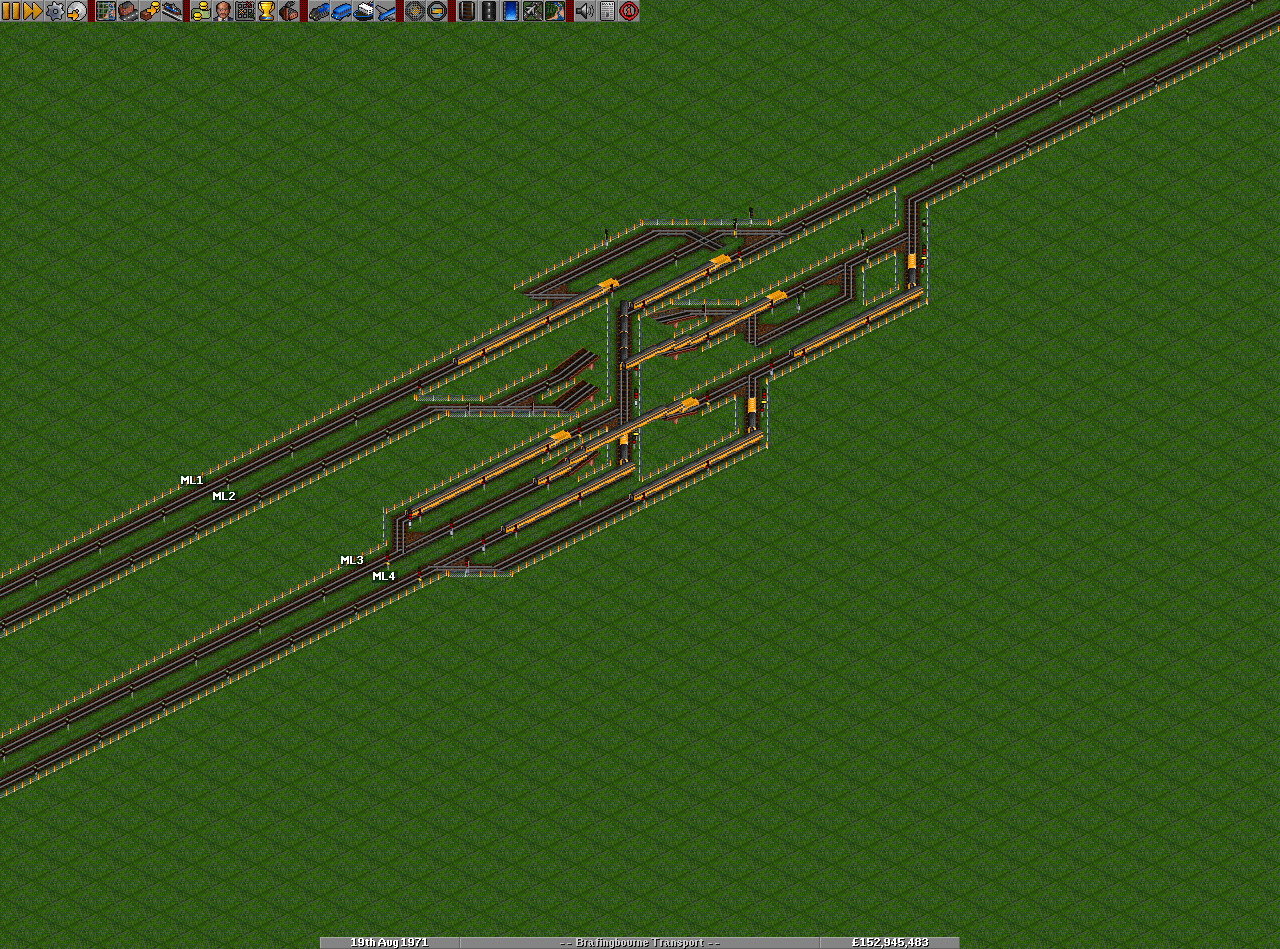 ML1
ML2
ML3
ML4
19th Aug 1971
-- Brafingbourne Transport --
£152,945,483